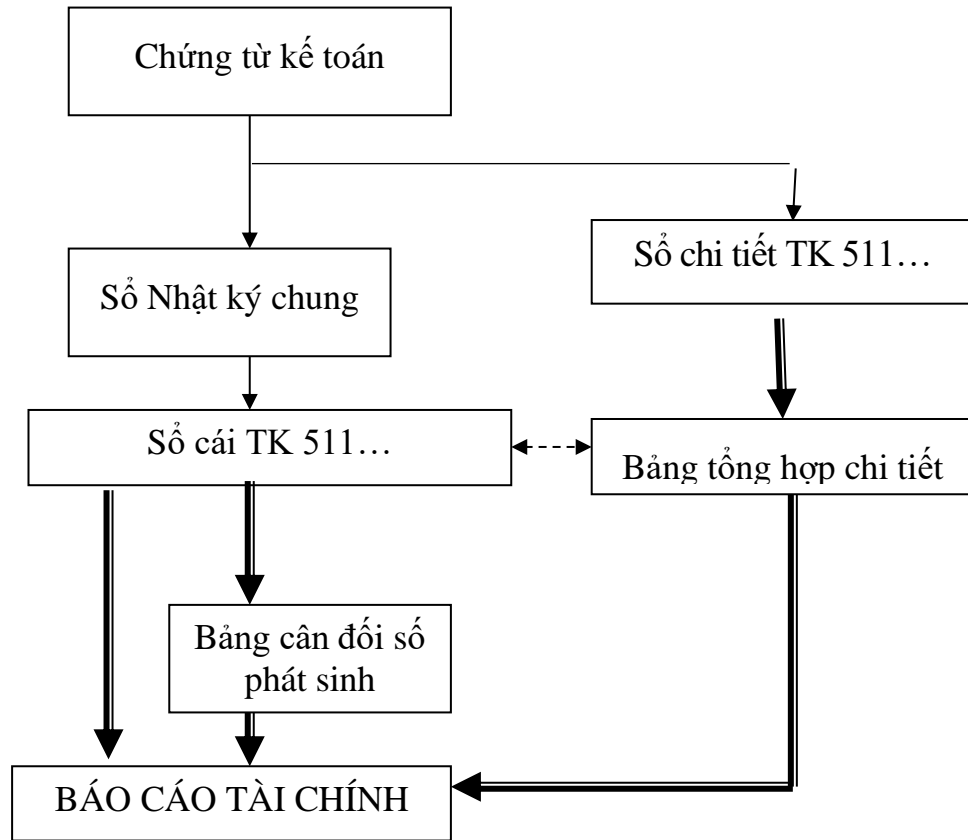 Chứng từ kế toán
Sổ chi tiết TK 511…
Sổ Nhật ký chung
Sổ cái TK 511…
Bảng tổng hợp chi tiết
Bảng cân đối số
phát sinh
BÁO CÁO TÀI CHÍNH